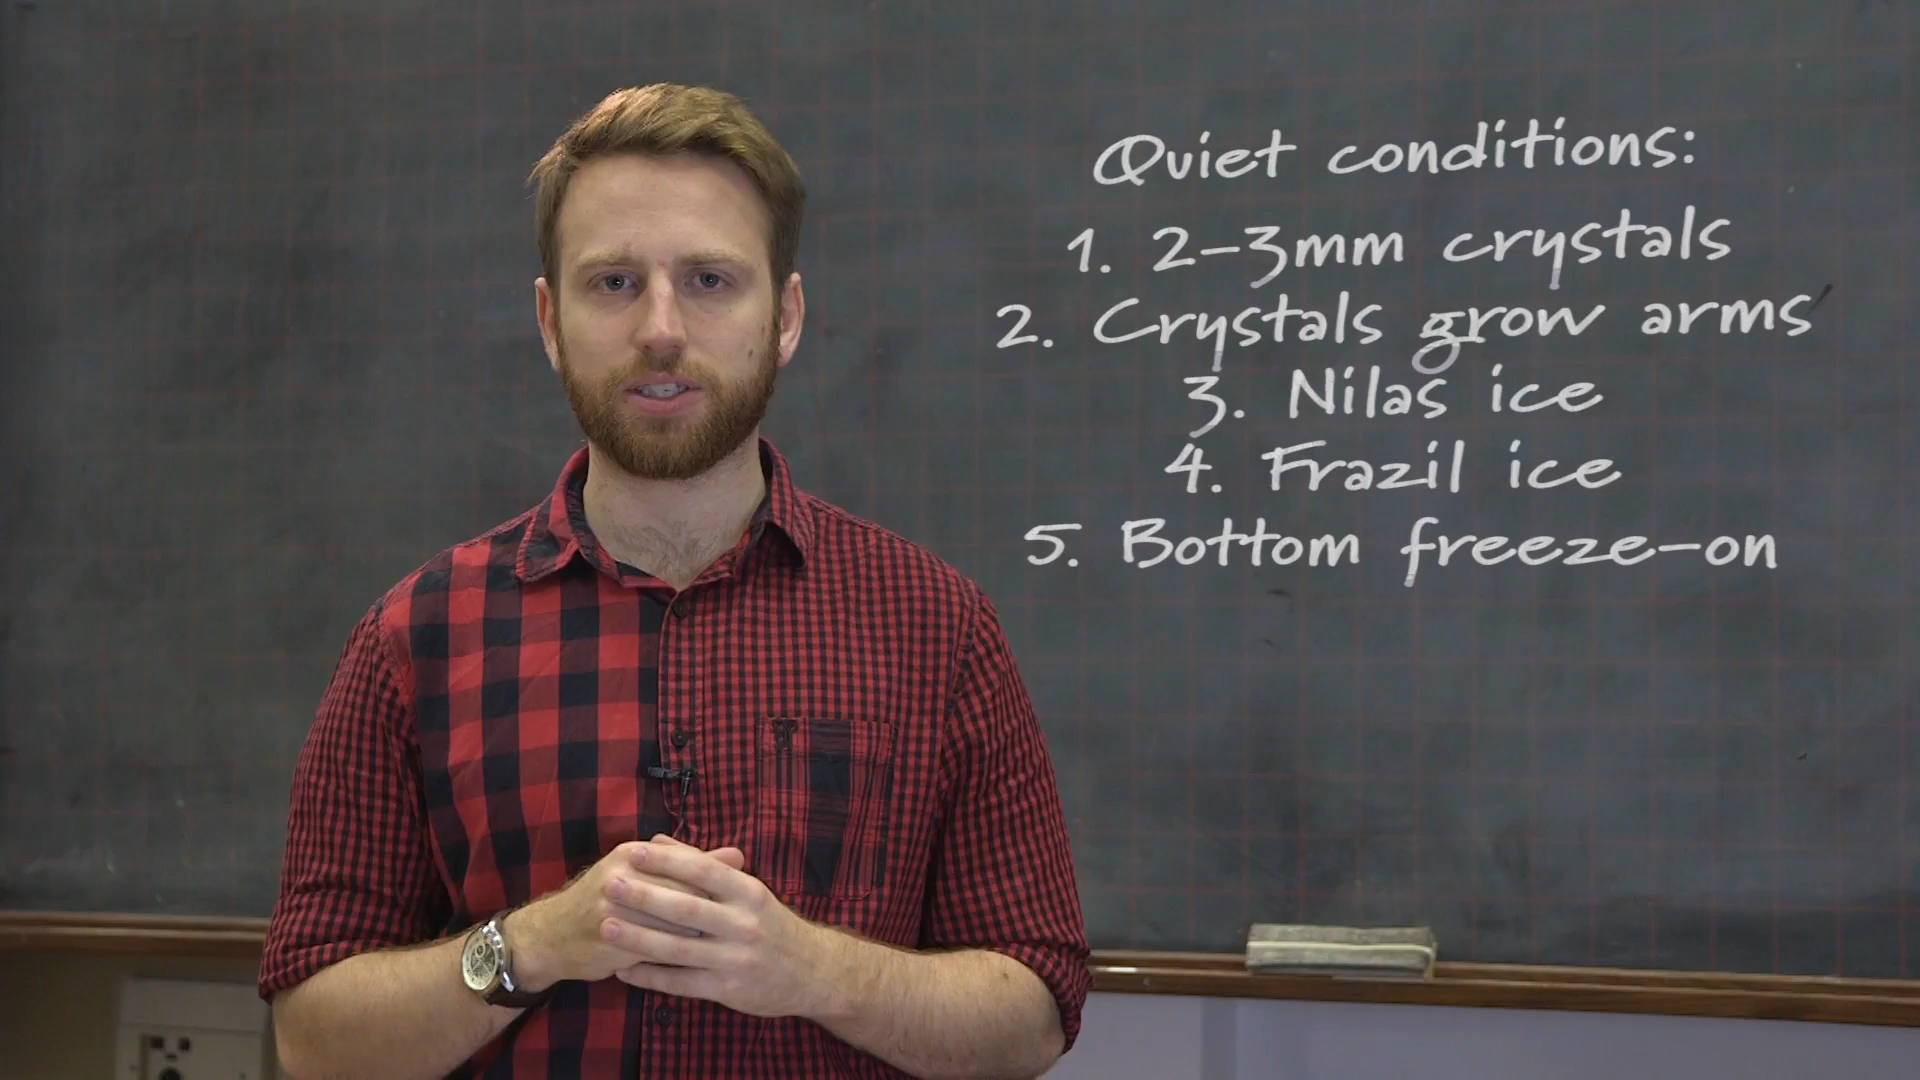 Quiet conditions:
1. 2-3mm crystals
2. Crystals grow arms
3. Nilas ice
4. Frazil ice
5. Bottom freeze-on